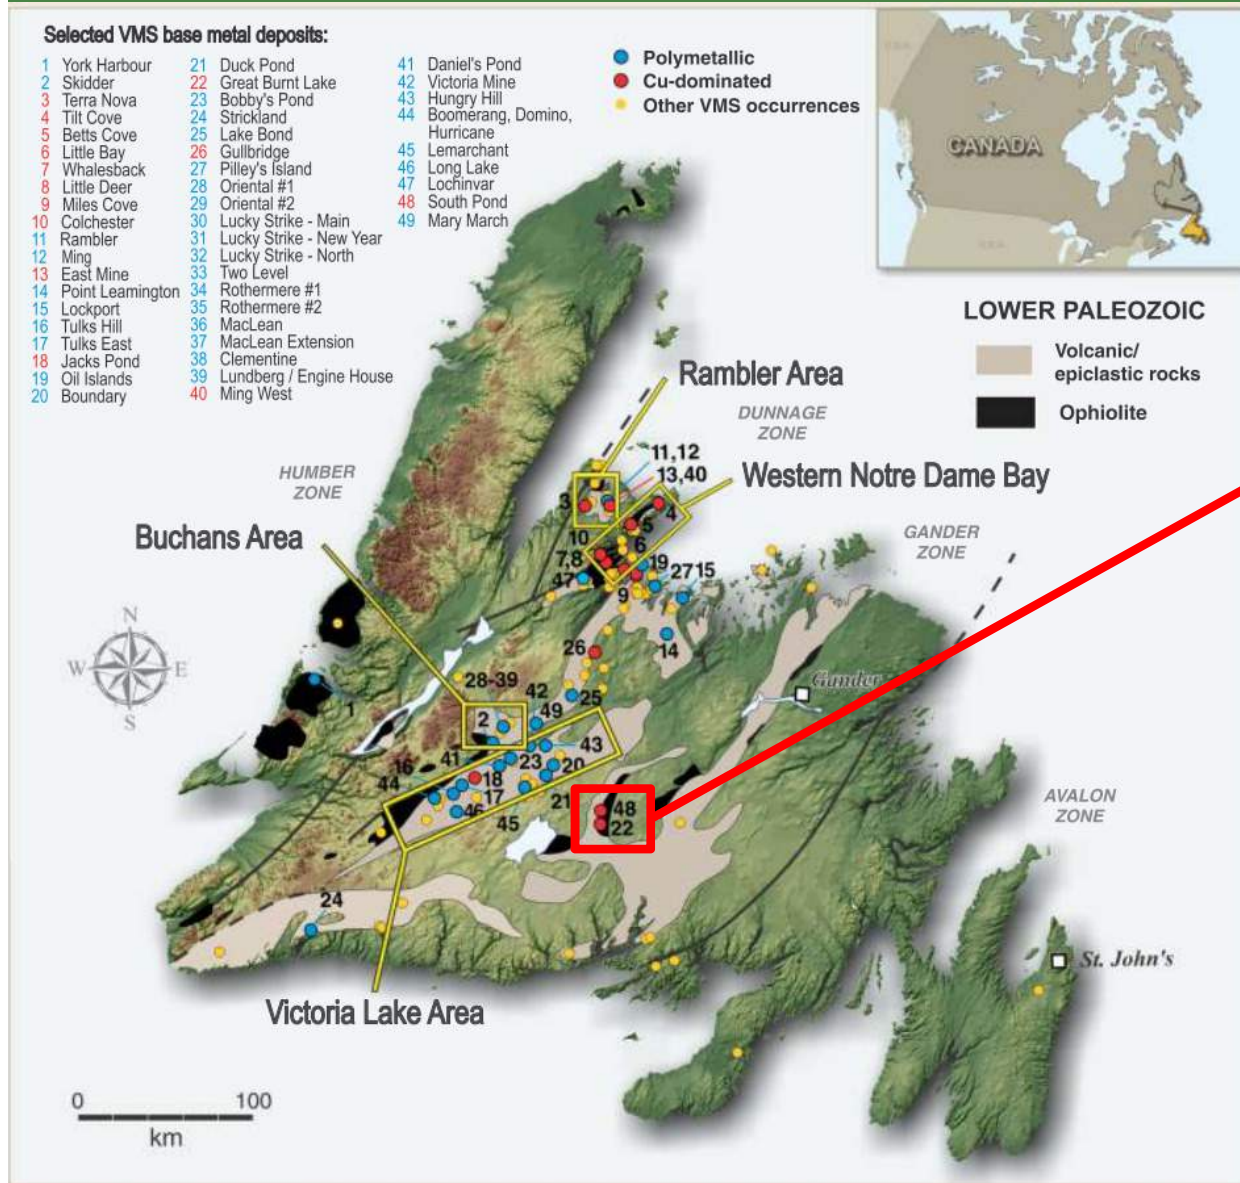 Selected VMS base metal deposits:
1 York Harbour
2 Skidder
3 Terra Nova
4 Tilt Cove
5 Betts Cove
6 Little Bay
7 Whalesback
8 Little Deer
9 Miles Cove
10 Colchester
11 Rambler
12 Ming
13 East Mine
14 Point Leamington
15 Lockport
16 Tulks Hill
17 Tulks East
18 Jacks Pond
19 Oil Islands
20 Boundary
21 Duck Pond
22 Great Burnt Lake
23 Bobby's Pond
24 Strickland
25 Lake Bond
26 Gullbridge
27 Pilley's Island
28 Oriental #1
29 Oriental #2
30 Lucky Strike - Main
31 Lucky Strike - New Year
32 Lucky Strike - North
33 Two Level
34 Rothermere #1
35 Rothermere #2
36 MacLean
37 MacLean Extension
38 Clementine
39 Lundberg / Engine House
40 Ming West
41 Daniel's Pond
42 Victoria Mine
43 Hungry Hill
44 Boomerang, Domino,
Hurricane
45 Lemarchant
46 Long Lake
47 Lochinvar
48 South Pond
49 Mary March
Polymetallic
Cu-dominated
Other VMS occurrences
CANADA
LOWER PALEOZOIC
Volcanic/
epiclastic rocks
Ophiolite
Rambler Area
DUNNAGE
ZONE
HUMBER
ZONE
11,12
13,40
Western Notre Dame Bay
3
4
5
10
6
GANDER
ZONE
Buchans Area
7,8
19
27 15
47
9
N
W E
S
26
14
28-39
Gander
42
25
1
2
49
43
16
41
23
20
44
18
17
21
48
46
45
22
AVALON
ZONE
24
St. John's
Victoria Lake Area
0 100
km